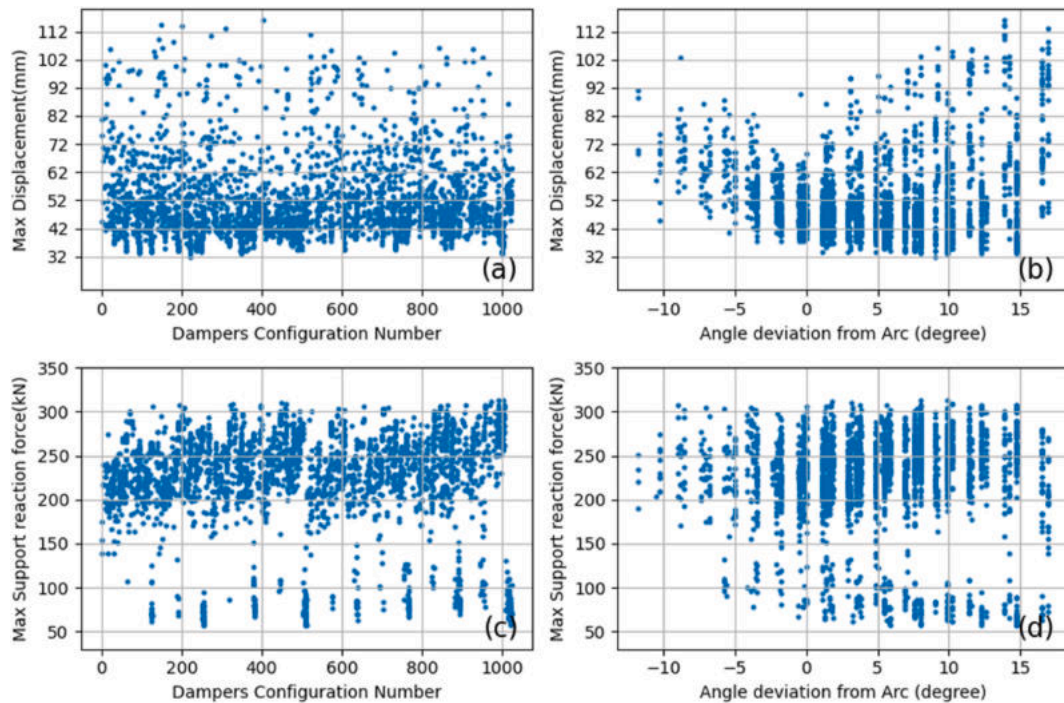 Max Displacement(mm)
112
102
92
82
72
62
52
42
32
(a)
0 200 400 600 800 1000
Dampers Configuration Number
Max Displacement(mm)
112
102
92
82
72
62
52
42
32
(b)
−10 −5 0 5 10 15
Angle deviation from Arc (degree)
Max Support reaction force(kN)
350
300
250
200
150
100
50
(c)
0 200 400 600 800 1000
Dampers Configuration Number
Max Support reaction force(kN)
350
300
250
200
150
100
50
(d)
−10 −5 0 5 10 15
Angle deviation from Arc (degree)